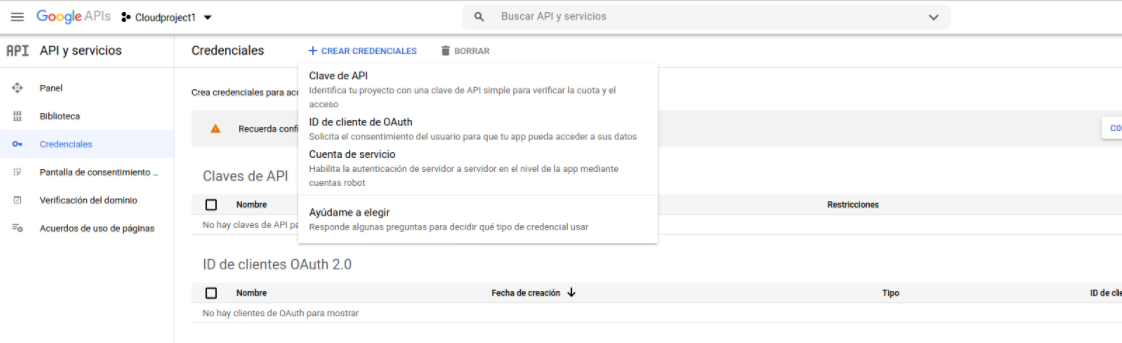 Google APIs Cloudproject1 Buscar API y servicios
API API y servicios Credenciales + CREAR CREDENCIALES BORRAR
Panel
Biblioteca
Credenciales
Pantalla de consentimiento ...
Verificación del dominio
Acuerdos de uso de páginas
Crea credenciales para
Recuerda
Clave de API
Identifica tu proyecto con una clave de API simple para verificar la cuota y el
acceso
ID de cliente de OAuth
Solicita el consentimiento del usuario para que tu app pueda acceder a sus datos
Cuenta de servicio
Habilita la autenticación de servidor a servidor en el nivel de la app mediante
cuentas robot
Ayúdame a elegir
Responde algunas preguntas para decidir qué tipo de credencial usar
Claves de API
Nombre Restricciones
No hay claves de API
ID de clientes OAuth 2.0
Nombre Fecha de creación Tipo ID de
No hay clientes de OAuth para mostrar